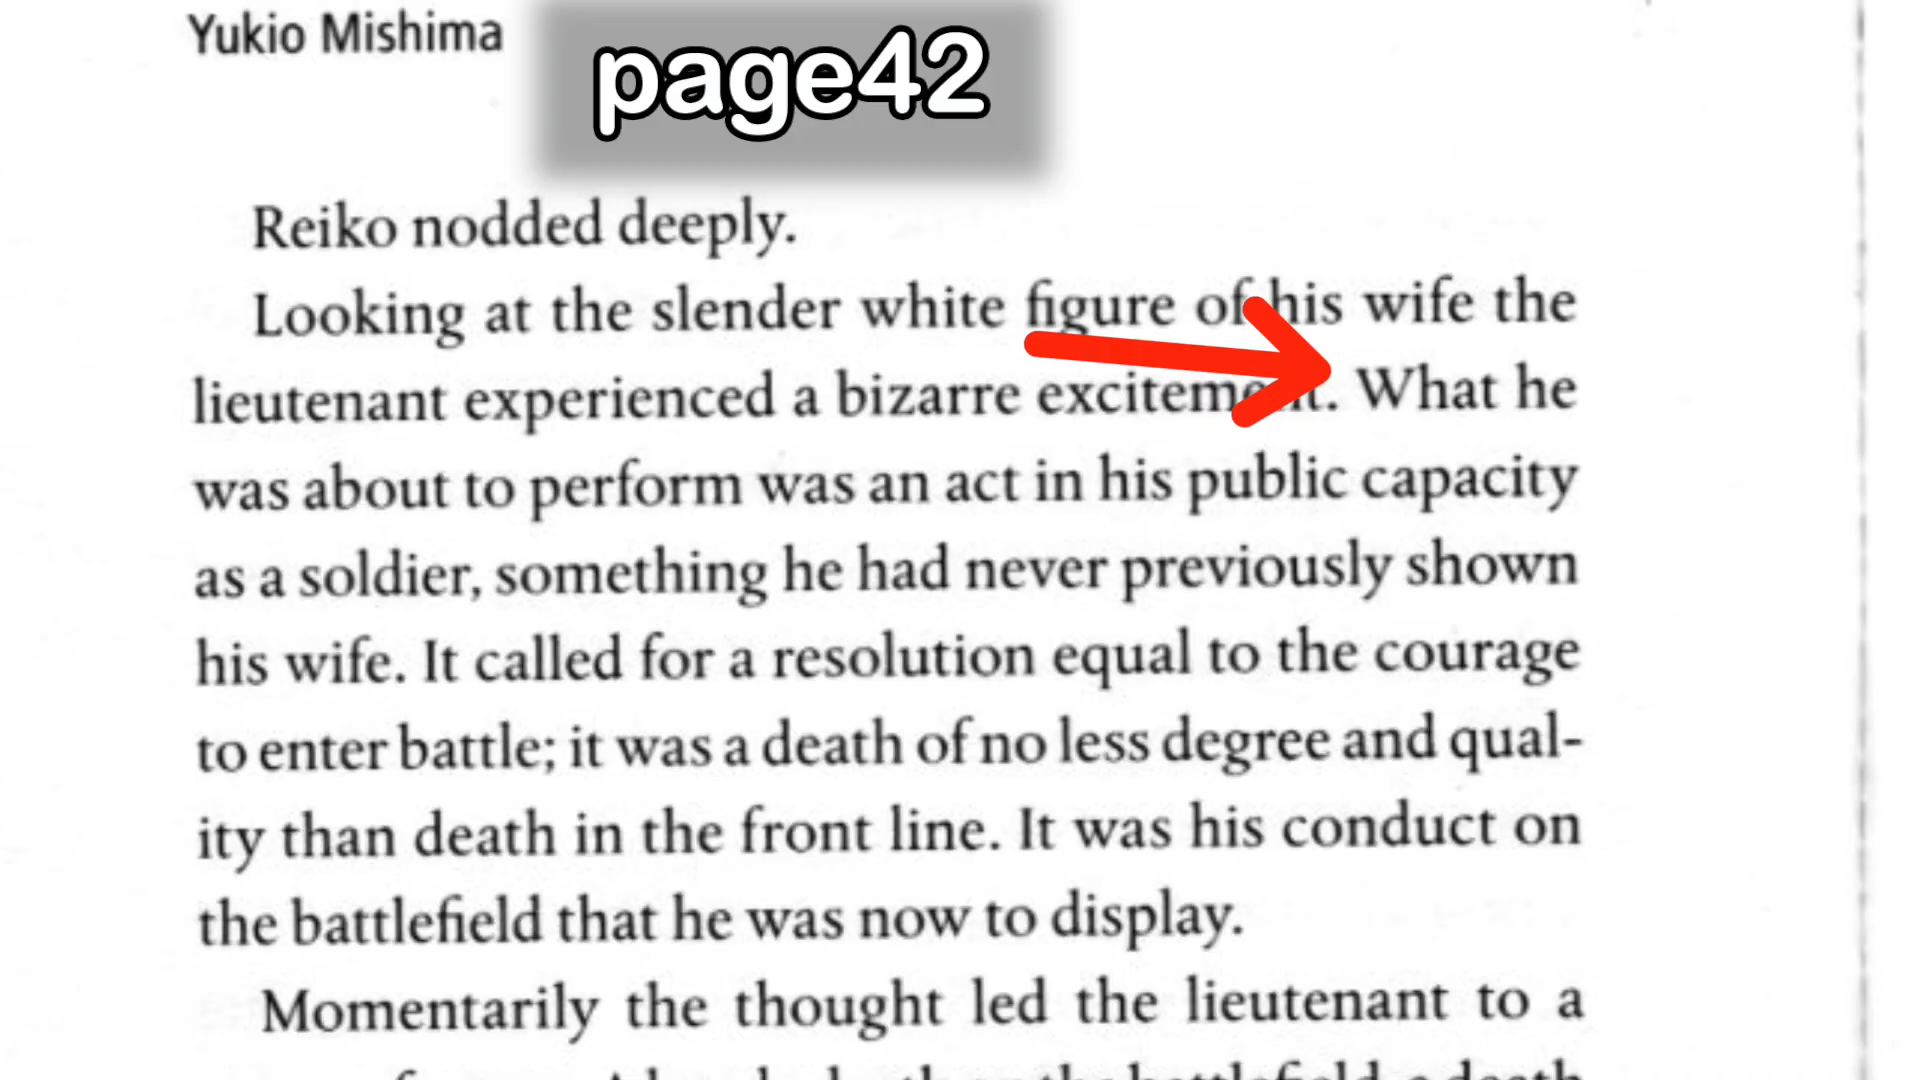 Yukio Mishima
page42
Reiko nodded deeply.
Looking at the slender white figure of his wife the
lieutenant experienced a bizarre excitement. What he
was about to perform was an act in his public capacity
as a soldier, something he had never previously shown
his wife. It called for a resolution equal to the courage
to enter battle; it was a death of no less degree and qual-
ity than death in the front line. It was his conduct on
the battlefield that he was now to display.
Momentarily the thought led the lieutenant to a